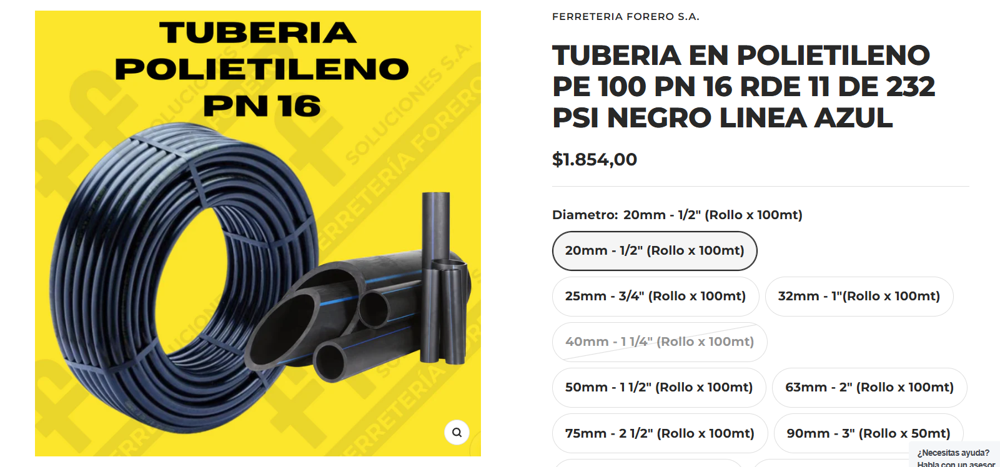 TUBERIA
POLIETILENO
PN 16
SOLUCIONES S.A.
FERRETERÍA FORERO
FERRETERIA FORERO S.A.
TUBERIA EN POLIETILENO
PE 100 PN 16 RDE 11 DE 232
PSI NEGRO LINEA AZUL
$1.854,00
Diametro: 20mm - 1/2" (Rollo x 100mt)
20mm - 1/2" (Rollo x 100mt)
25mm - 3/4" (Rollo x 100mt) 32mm - 1"(Rollo x 100mt)
40mm - 1 1/4" (Rollo x 100mt)
50mm - 1 1/2" (Rollo x 100mt) 63mm - 2" (Rollo x 100mt)
75mm - 2 1/2" (Rollo x 100mt) 90mm - 3" (Rollo x 50mt)
¿Necesitas ayuda?
Habla con un asesor